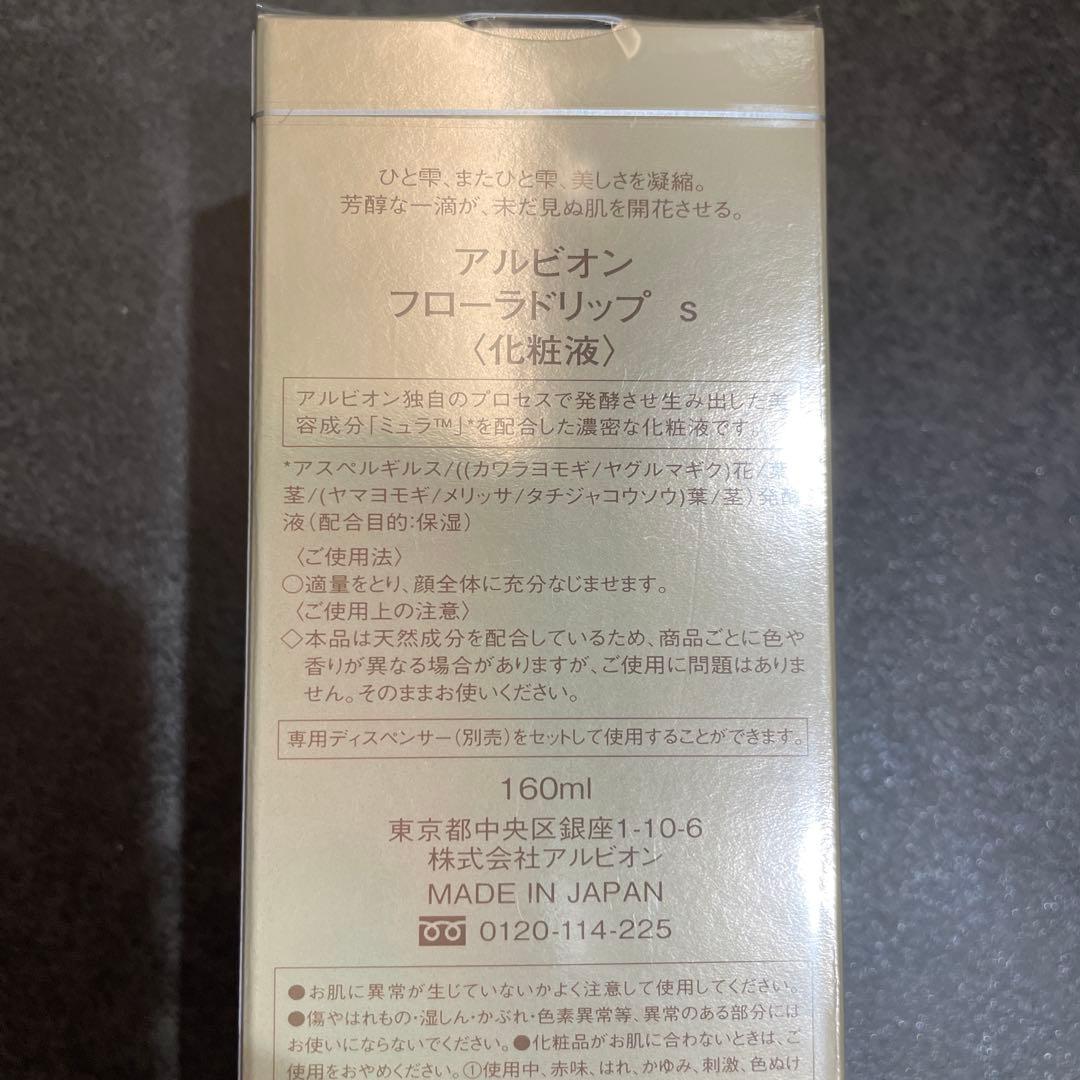 ひと雫、またひと雫、美しさを凝縮。
芳醇な一滴が、未だ見ぬ肌を開花させる。
アルビオン
フローラドリップ s
〈化粧液〉
アルビオン独自のプロセスで発酵させ生み出した美
容成分「ミュラ™」*を配合した濃密な化粧液です。
*アスペルギルス/((カワラヨモギ/ヤグルマギク)花/葉/
茎/(ヤマヨモギ/メリッサ/タチジャコウソウ)葉/茎)発酵
液(配合目的:保湿)
〈ご使用法〉
○適量をとり、顔全体に充分なじませます。
〈ご使用上の注意〉
◇本品は天然成分を配合しているため、商品ごとに色や
香りが異なる場合がありますが、ご使用に問題はありま
せん。そのままお使いください。
専用ディスペンサー(別売)をセットして使用することができます。
160ml
東京都中央区銀座1-10-6
株式会社アルビオン
MADE IN JAPAN
0120-114-225
●お肌に異常が生じていないかよく注意して使用してください。
●傷やはれもの・湿しん・かぶれ・色素異常等、異常のある部分には
お使いにならないでください。●化粧品がお肌に合わないときは、ご
使用をおやめください。①使用中、赤味、はれ、かゆみ、刺激、色ぬけ